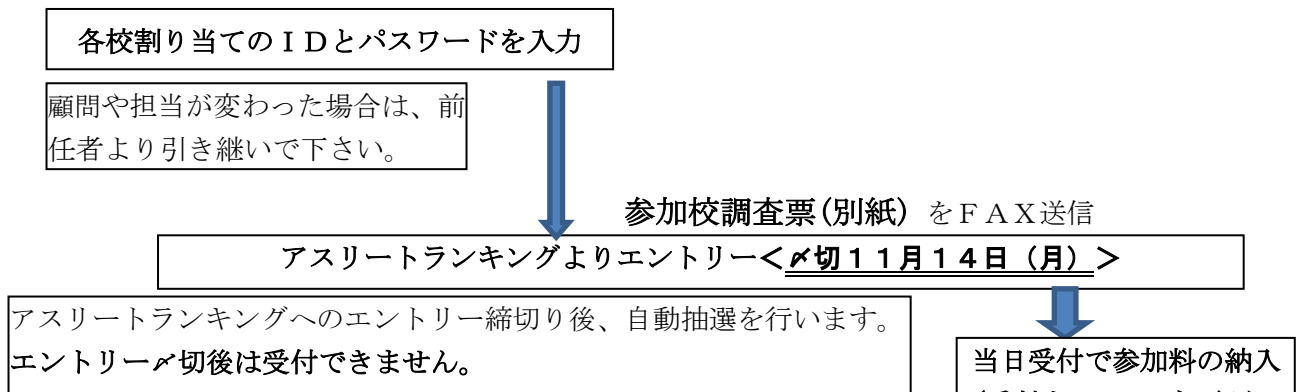 各校割り当てのＩＤとパスワードを入力
顧問や担当が変わった場合は、前
任者より引き継いで下さい。
参加校調査票(別紙) をＦＡＸ送信
アスリートランキングよりエントリー＜〆切１１月１４日（月）＞
アスリートランキングへのエントリー締切り後、自動抽選を行います。
エントリー〆切後は受付できません。
当日受付で参加料の納入